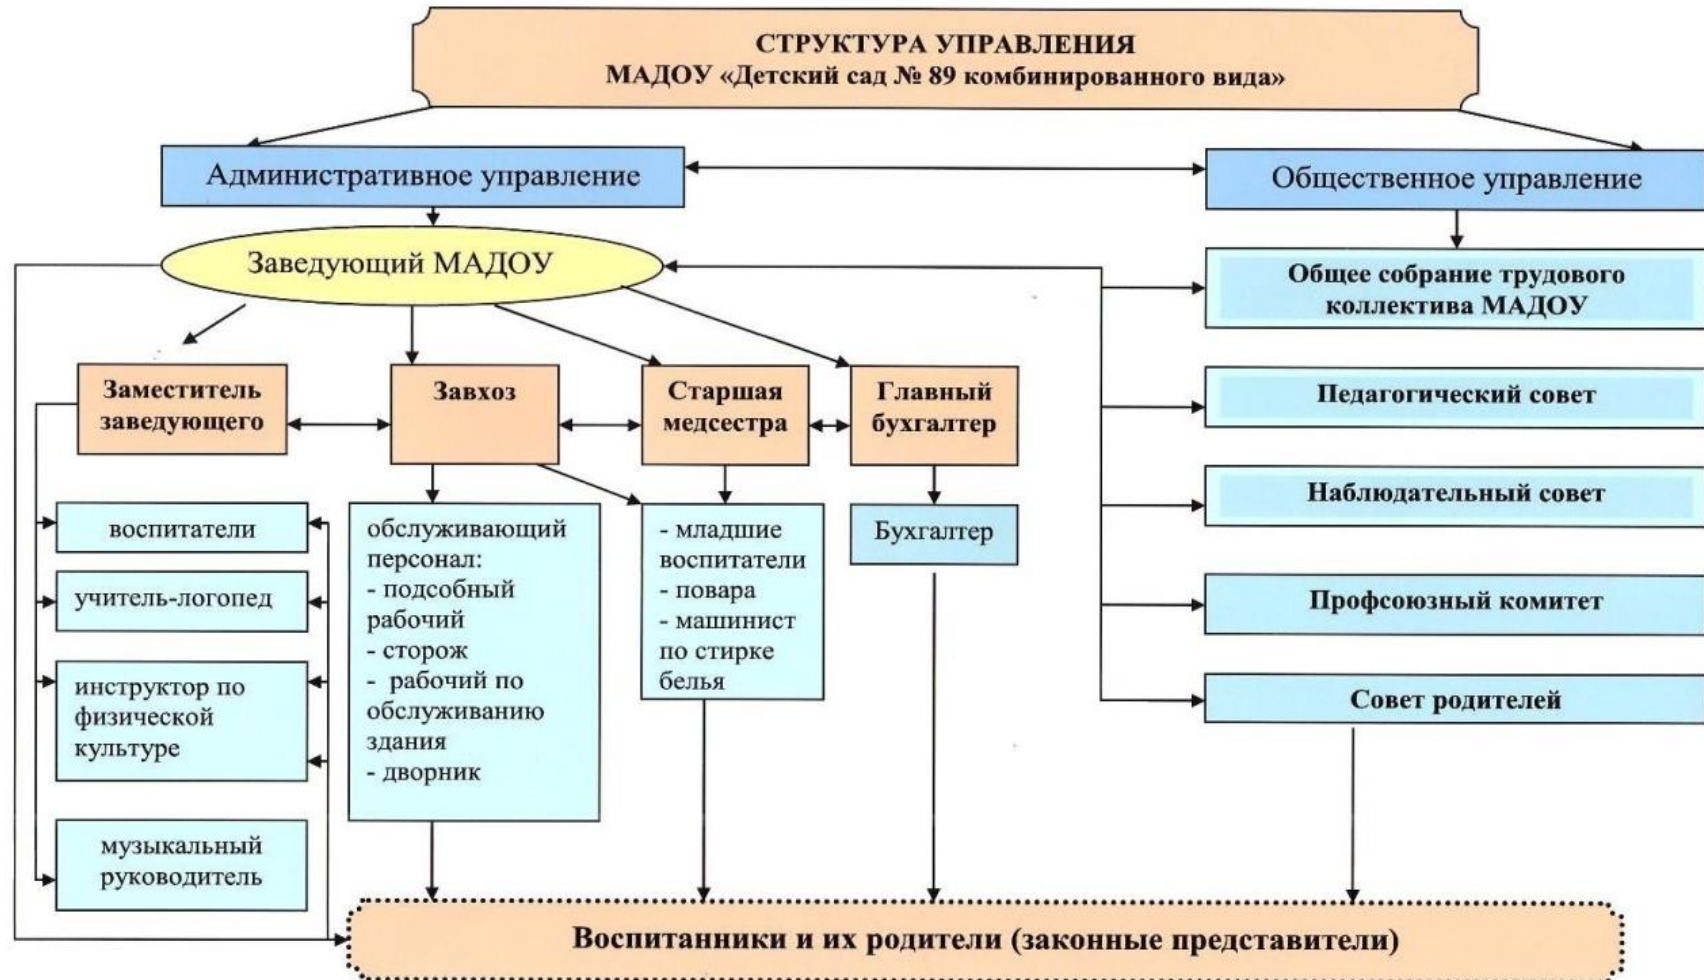 СТРУКТУРА УПРАВЛЕНИЯ
МАДОУ «Детский сад № 89 комбинированного вида»
Административное управление
Общественное управление
Заведующий МАДОУ
Общее собрание трудового
коллектива МАДОУ
Заместитель
заведующего
Завхоз
Старшая
медсестра
Главный
бухгалтер
Педагогический совет
Наблюдательный совет
Профсоюзный комитет
Совет родителей
воспитатели
учитель-логопед
инструктор по
физической
культуре
музыкальный
руководитель
обслуживающий
персонал:
- подсобный
рабочий
- сторож
- рабочий по
обслуживанию
здания
- дворник
- младшие
воспитатели
- повара
- машинист
по стирке
белья
Бухгалтер
Воспитанники и их родители (законные представители)